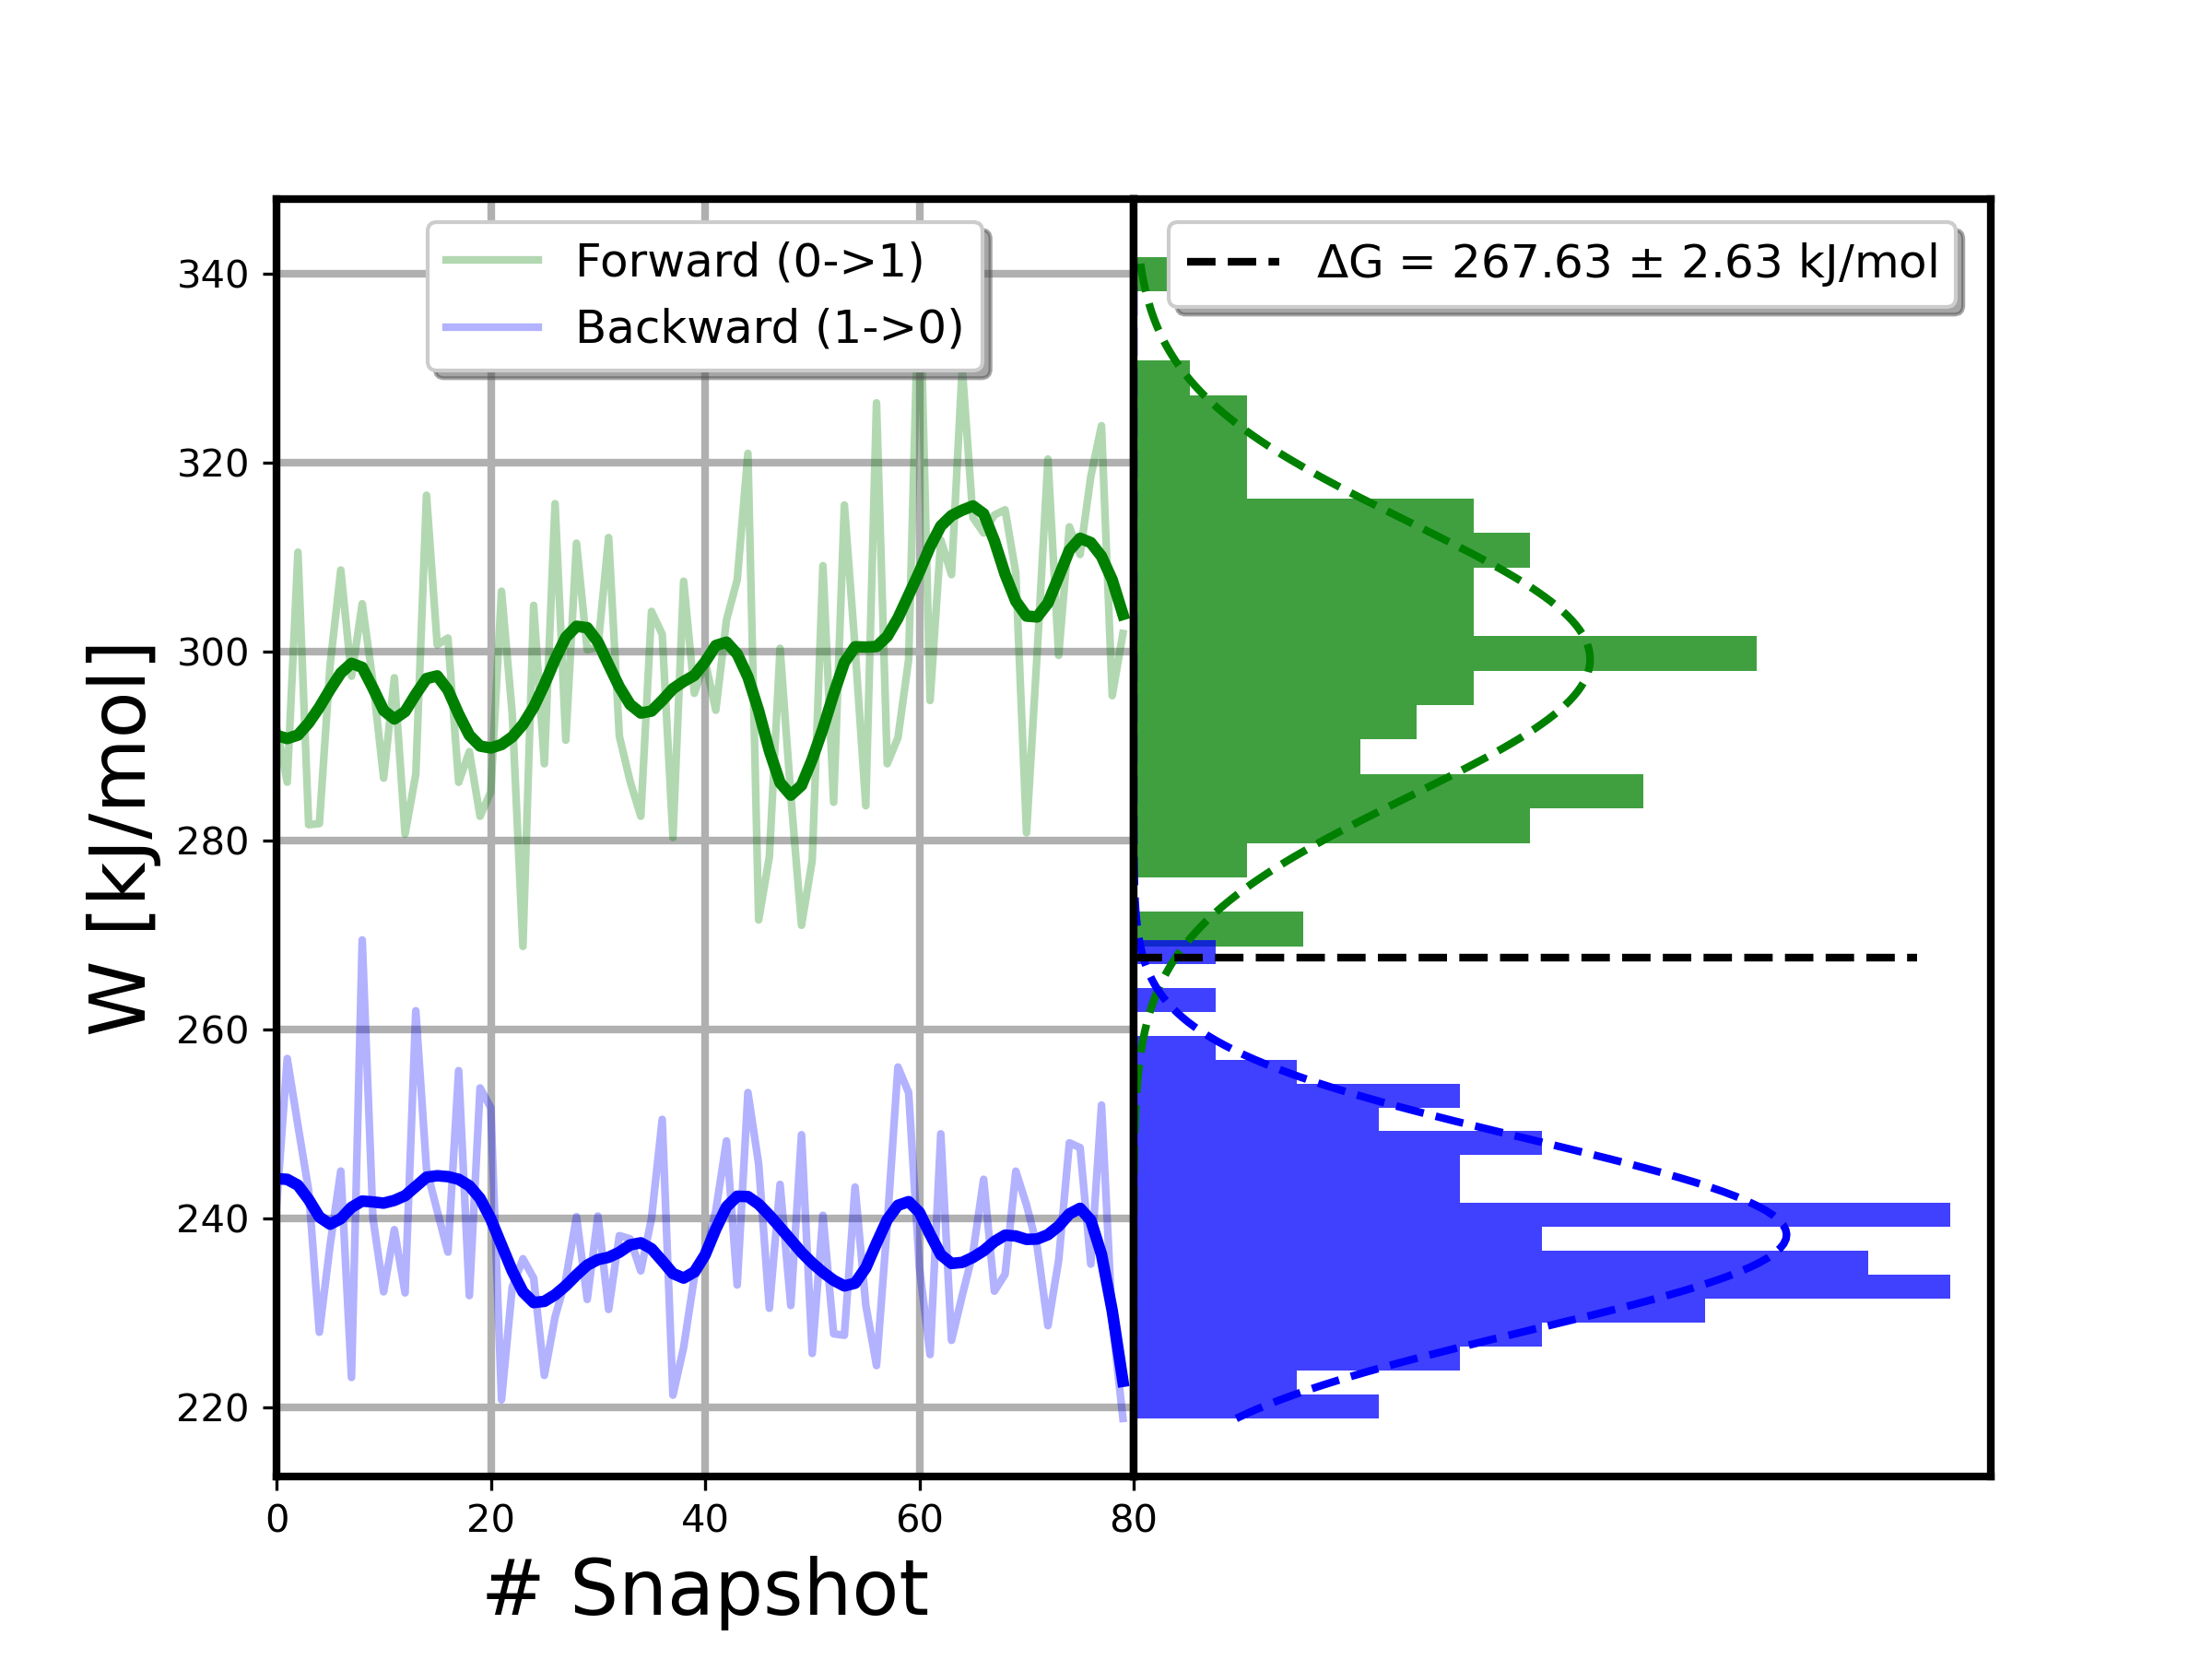 Forward (0->1)
Backward (1->0)
ΔG = 267.63 ± 2.63 kJ/mol
W [kJ/mol]
340
320
300
280
260
240
220
0 20 40 60 80
# Snapshot